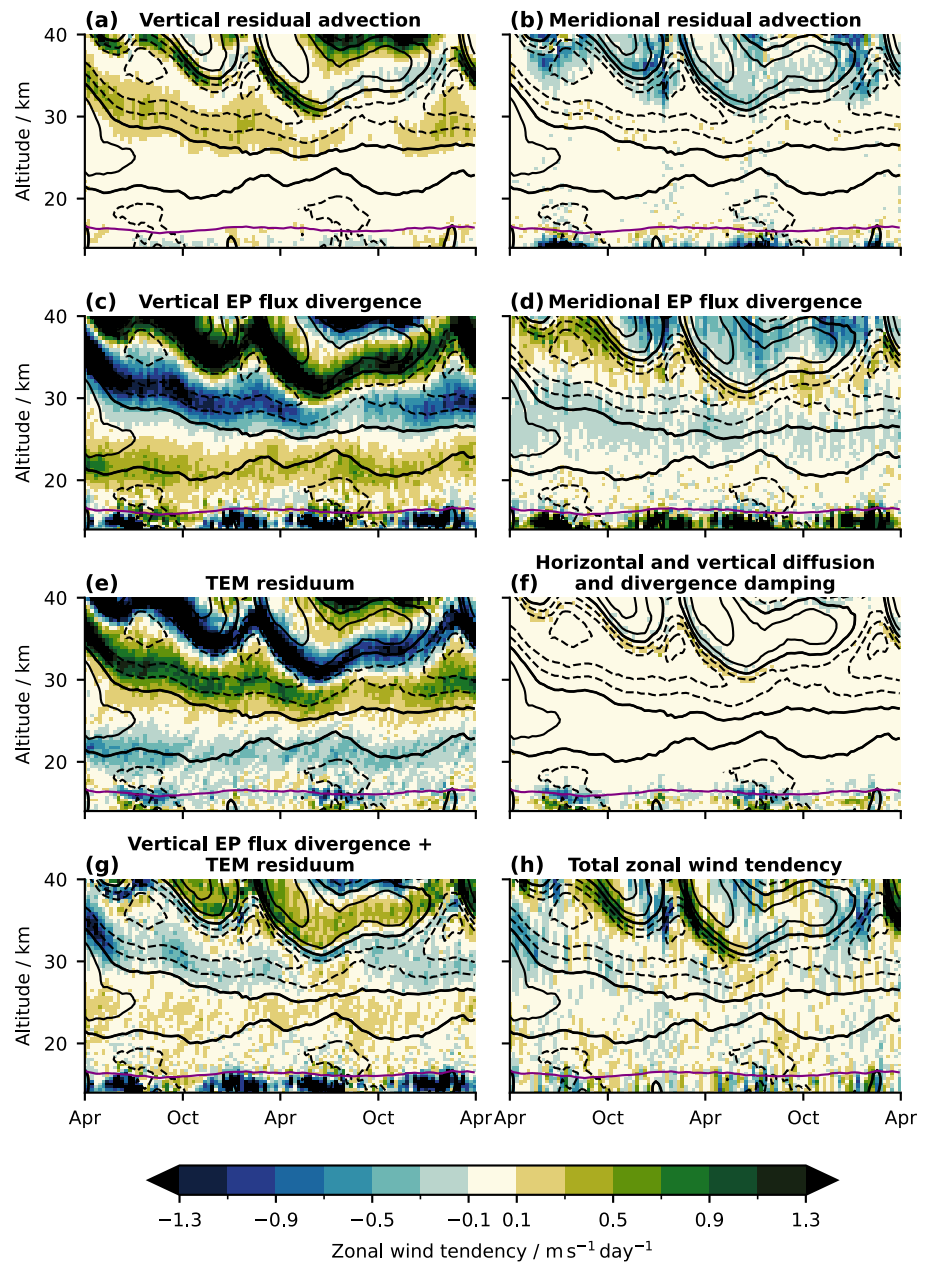 (a) Vertical residual advection
(b) Meridional residual advection
40
30
20
Altitude / km
(c) Vertical EP flux divergence
(d) Meridional EP flux divergence
40
30
20
Altitude / km
(e) TEM residuum
Horizontal and vertical diffusion
(f) and divergence damping
40
30
20
Altitude / km
Vertical EP flux divergence +
(g) TEM residuum
(h) Total zonal wind tendency
40
30
20
Altitude / km
Apr Oct Apr Oct Apr
Apr Oct Apr Oct Apr
−1.3 −0.9 −0.5 −0.1 0.1 0.5 0.9 1.3
Zonal wind tendency / m s⁻¹ day⁻¹